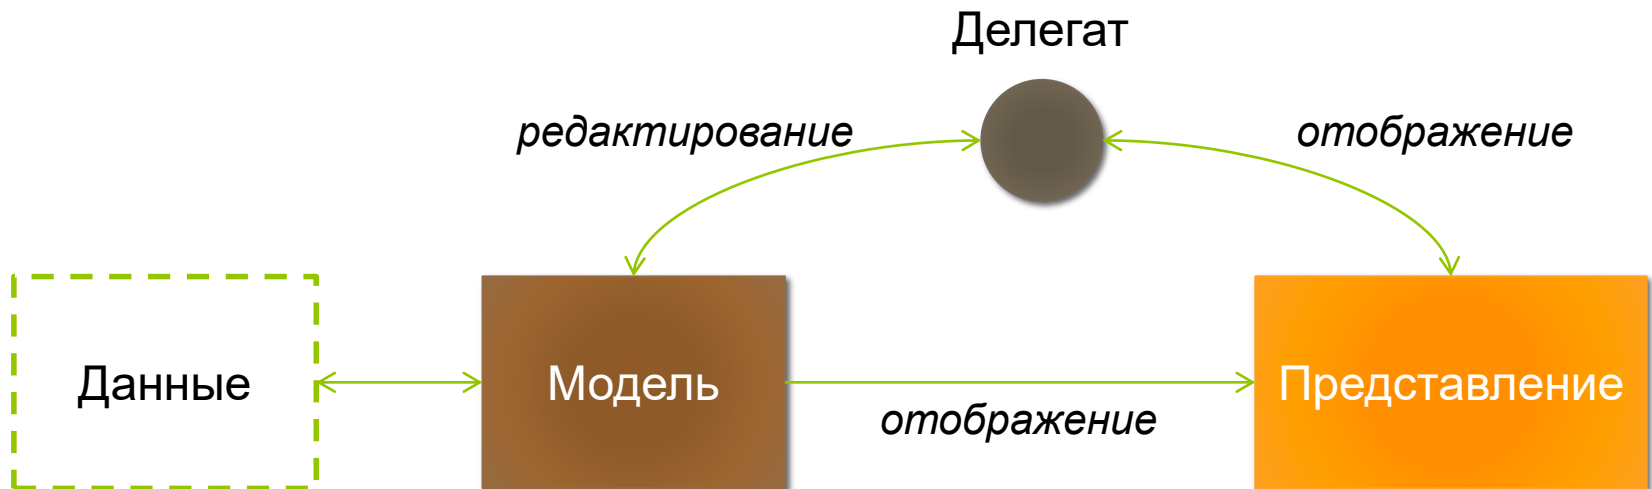 Делегат
редактирование
отображение
Данные
Модель
Представление
отображение